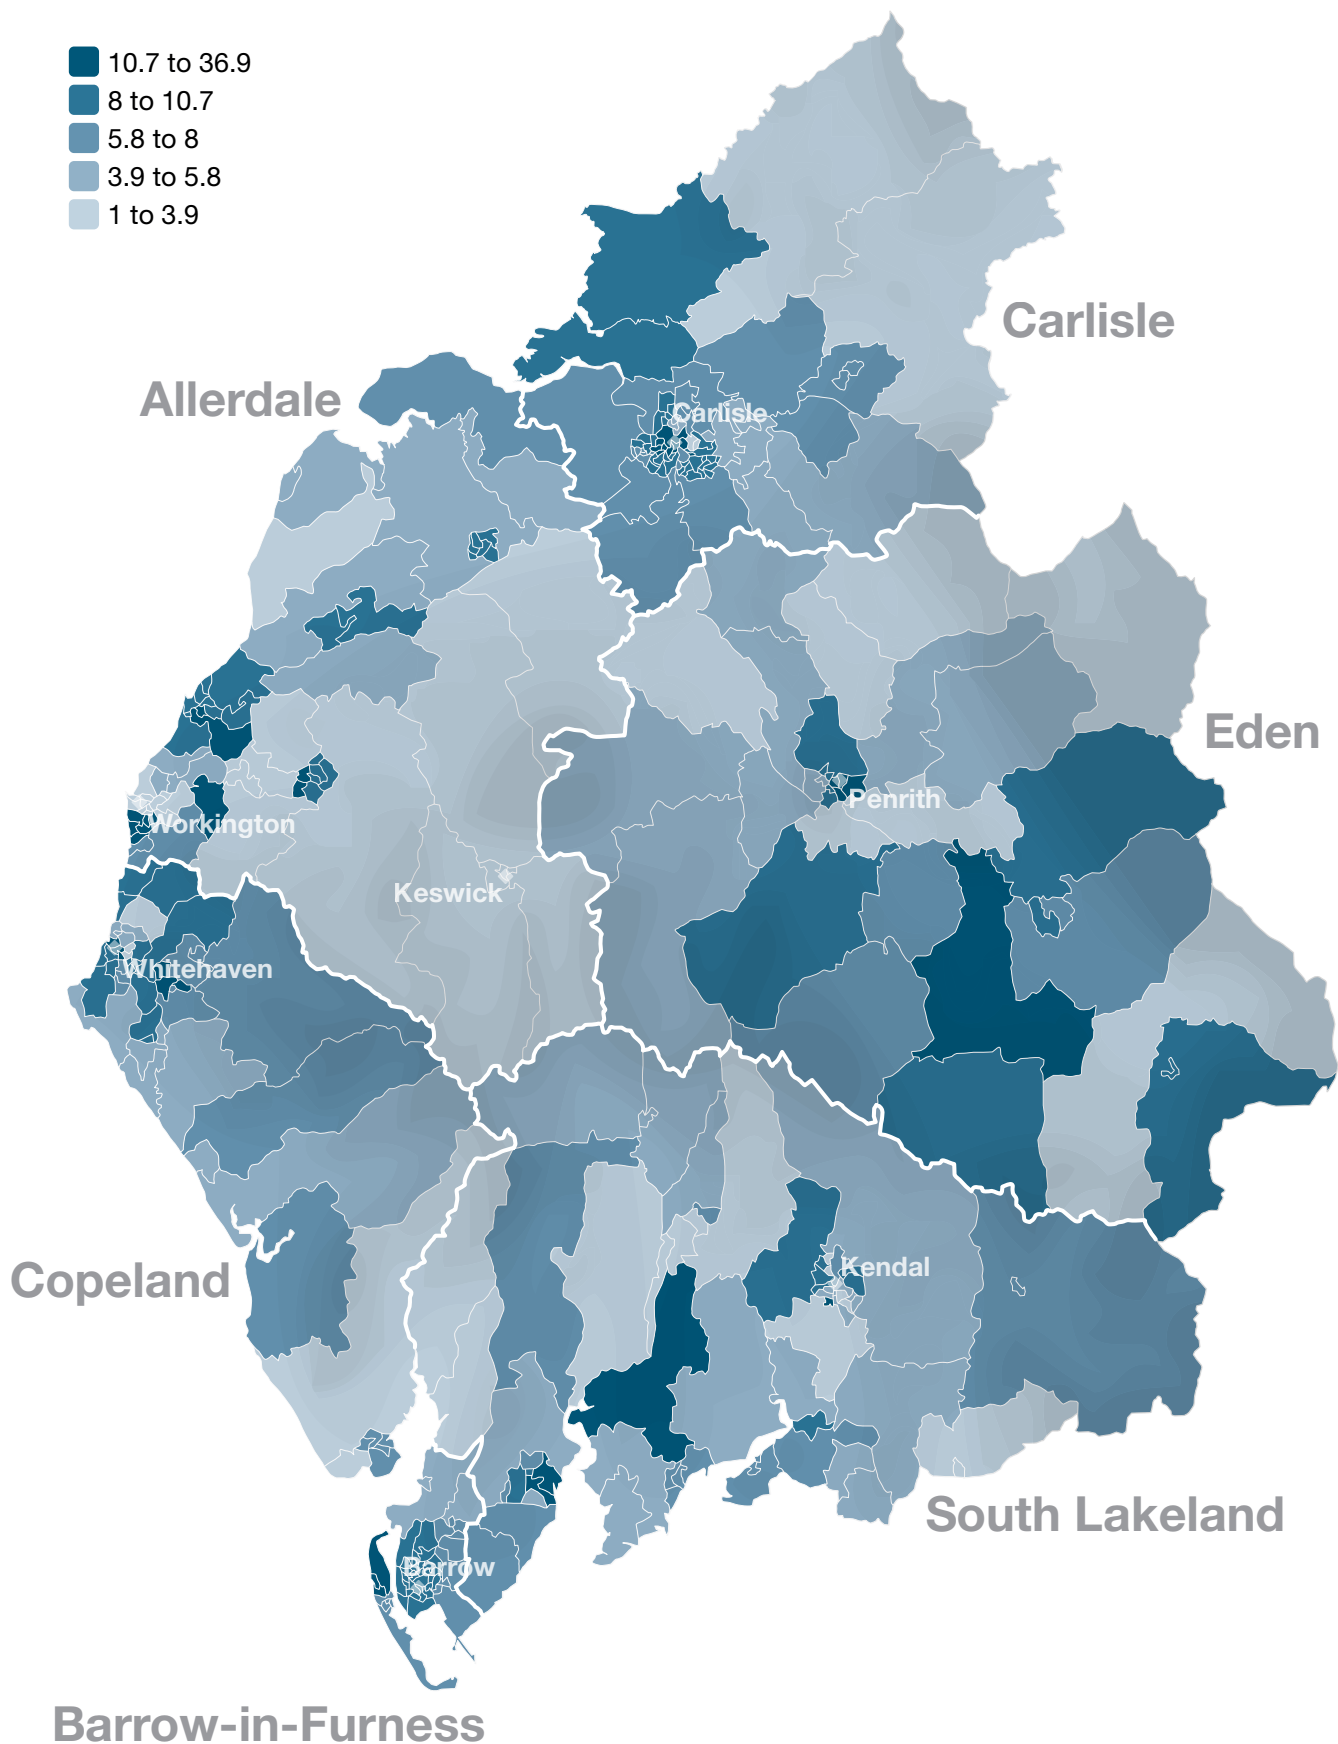 10.7 to 36.9
8 to 10.7
5.8 to 8
3.9 to 5.8
1 to 3.9
Carlisle
Allerdale
Carlisle
Eden
Penrith
Workington
Keswick
Whitehaven
Kendal
Copeland
South Lakeland
Barrow
Barrow-in-Furness